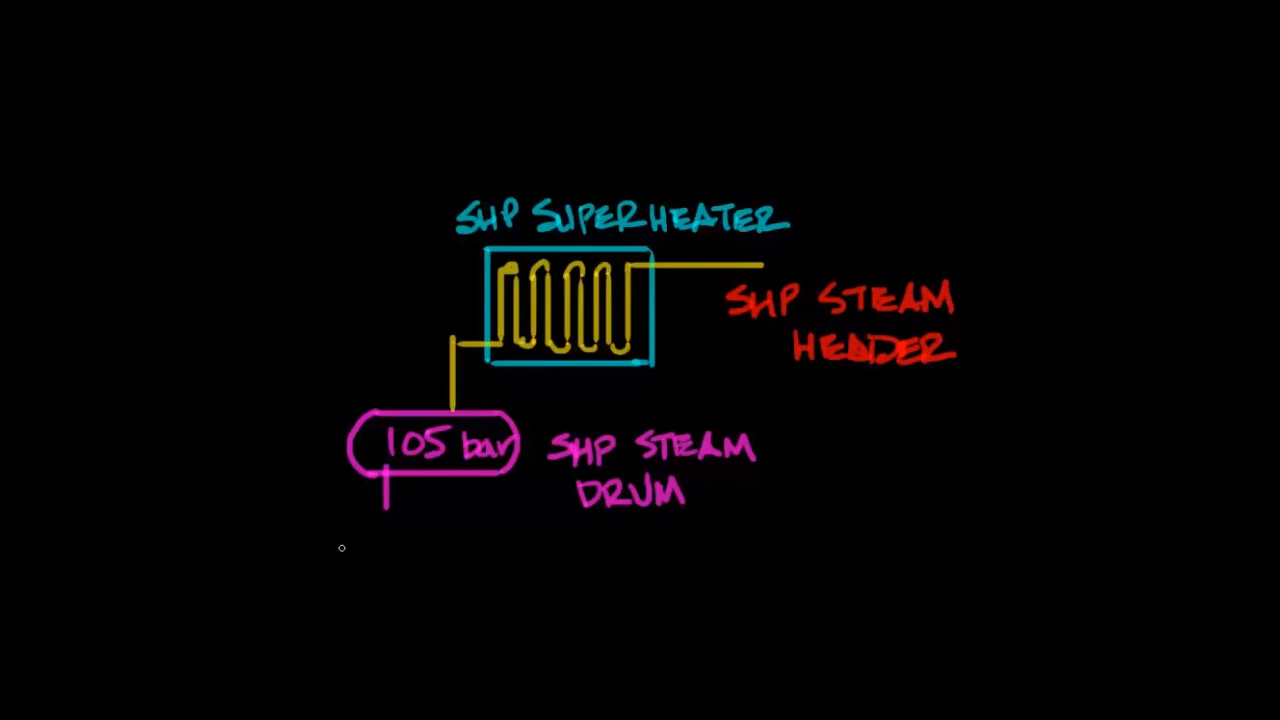 SHP SUPERHEATER
SHP STEAM
HEADER
105 bar
SHP STEAM
DRUM